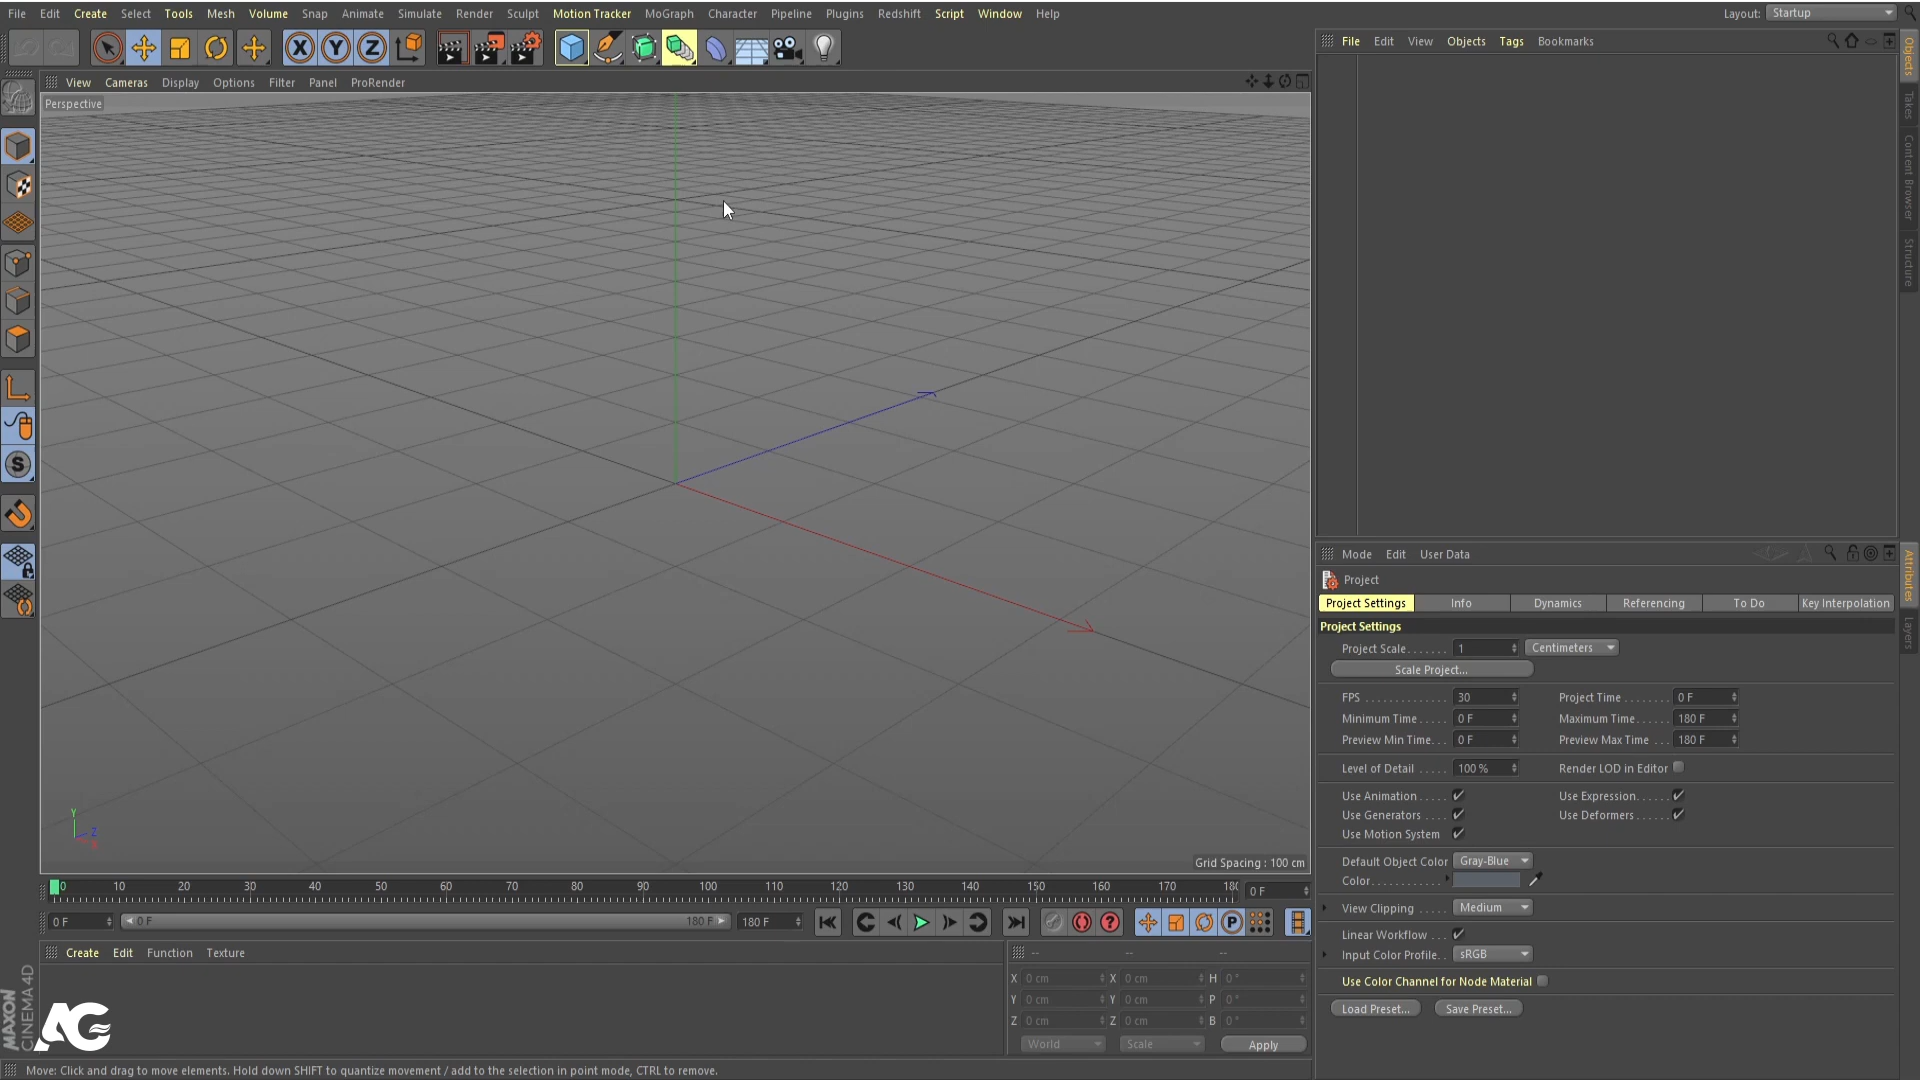 File Edit Create Select Tools Mesh Volume Snap Animate Simulate Render Sculpt Motion Tracker MoGraph Character Pipeline Plugins Redshift Script Window Help Layout: Startup
X Y Z
File Edit View Objects Tags Bookmarks
View Cameras Display Options Filter Panel ProRender
Perspective
Objects
Takes
Content Browser
Structure
Mode Edit User Data
Project
Attributes
Layers
Project Settings Info Dynamics Referencing To Do Key Interpolation
Project Settings
Project Scale....... 1 Centimeters
Scale Project...
FPS .............. 30 Project Time ........ 0 F
Minimum Time ..... 0 F Maximum Time...... 180 F
Preview Min Time... 0 F Preview Max Time ... 180 F
Level of Detail ..... 100 % Render LOD in Editor
Use Animation ..... Use Expression......
Use Generators .... Use Deformers ......
Use Motion System
Default Object Color Gray-Blue
Color............
View Clipping ..... Medium
Linear Workflow ...
Input Color Profile.. sRGB
Use Color Channel for Node Material
Load Preset... Save Preset...
S
Y
Z
X
Grid Spacing : 100 cm
0 10 20 30 40 50 60 70 80 90 100 110 120 130 140 150 160 170 18 0 F
0 F 0 F 180 F 180 F ? P
Create Edit Function Texture
-- -- --
X 0 cm X 0 cm H 0 °
Y 0 cm Y 0 cm P 0 °
Z 0 cm Z 0 cm B 0 °
World Scale Apply
MAXON
CINEMA 4D
AG
Move: Click and drag to move elements. Hold down SHIFT to quantize movement / add to the selection in point mode, CTRL to remove.